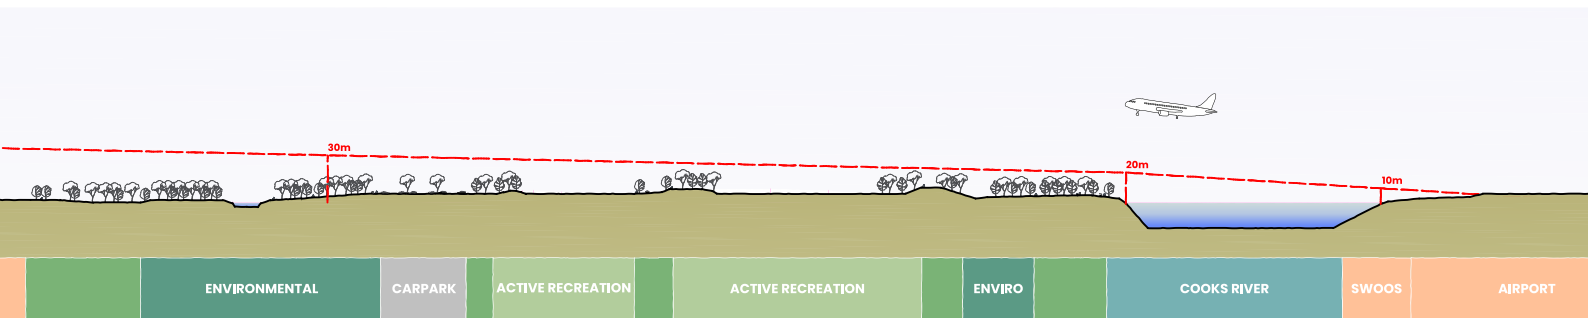 30m
20m
10m
ENVIRONMENTAL
CARPARK
ACTIVE RECREATION
ACTIVE RECREATION
ENVIRO
COOKS RIVER
SWOOS
AIRPORT